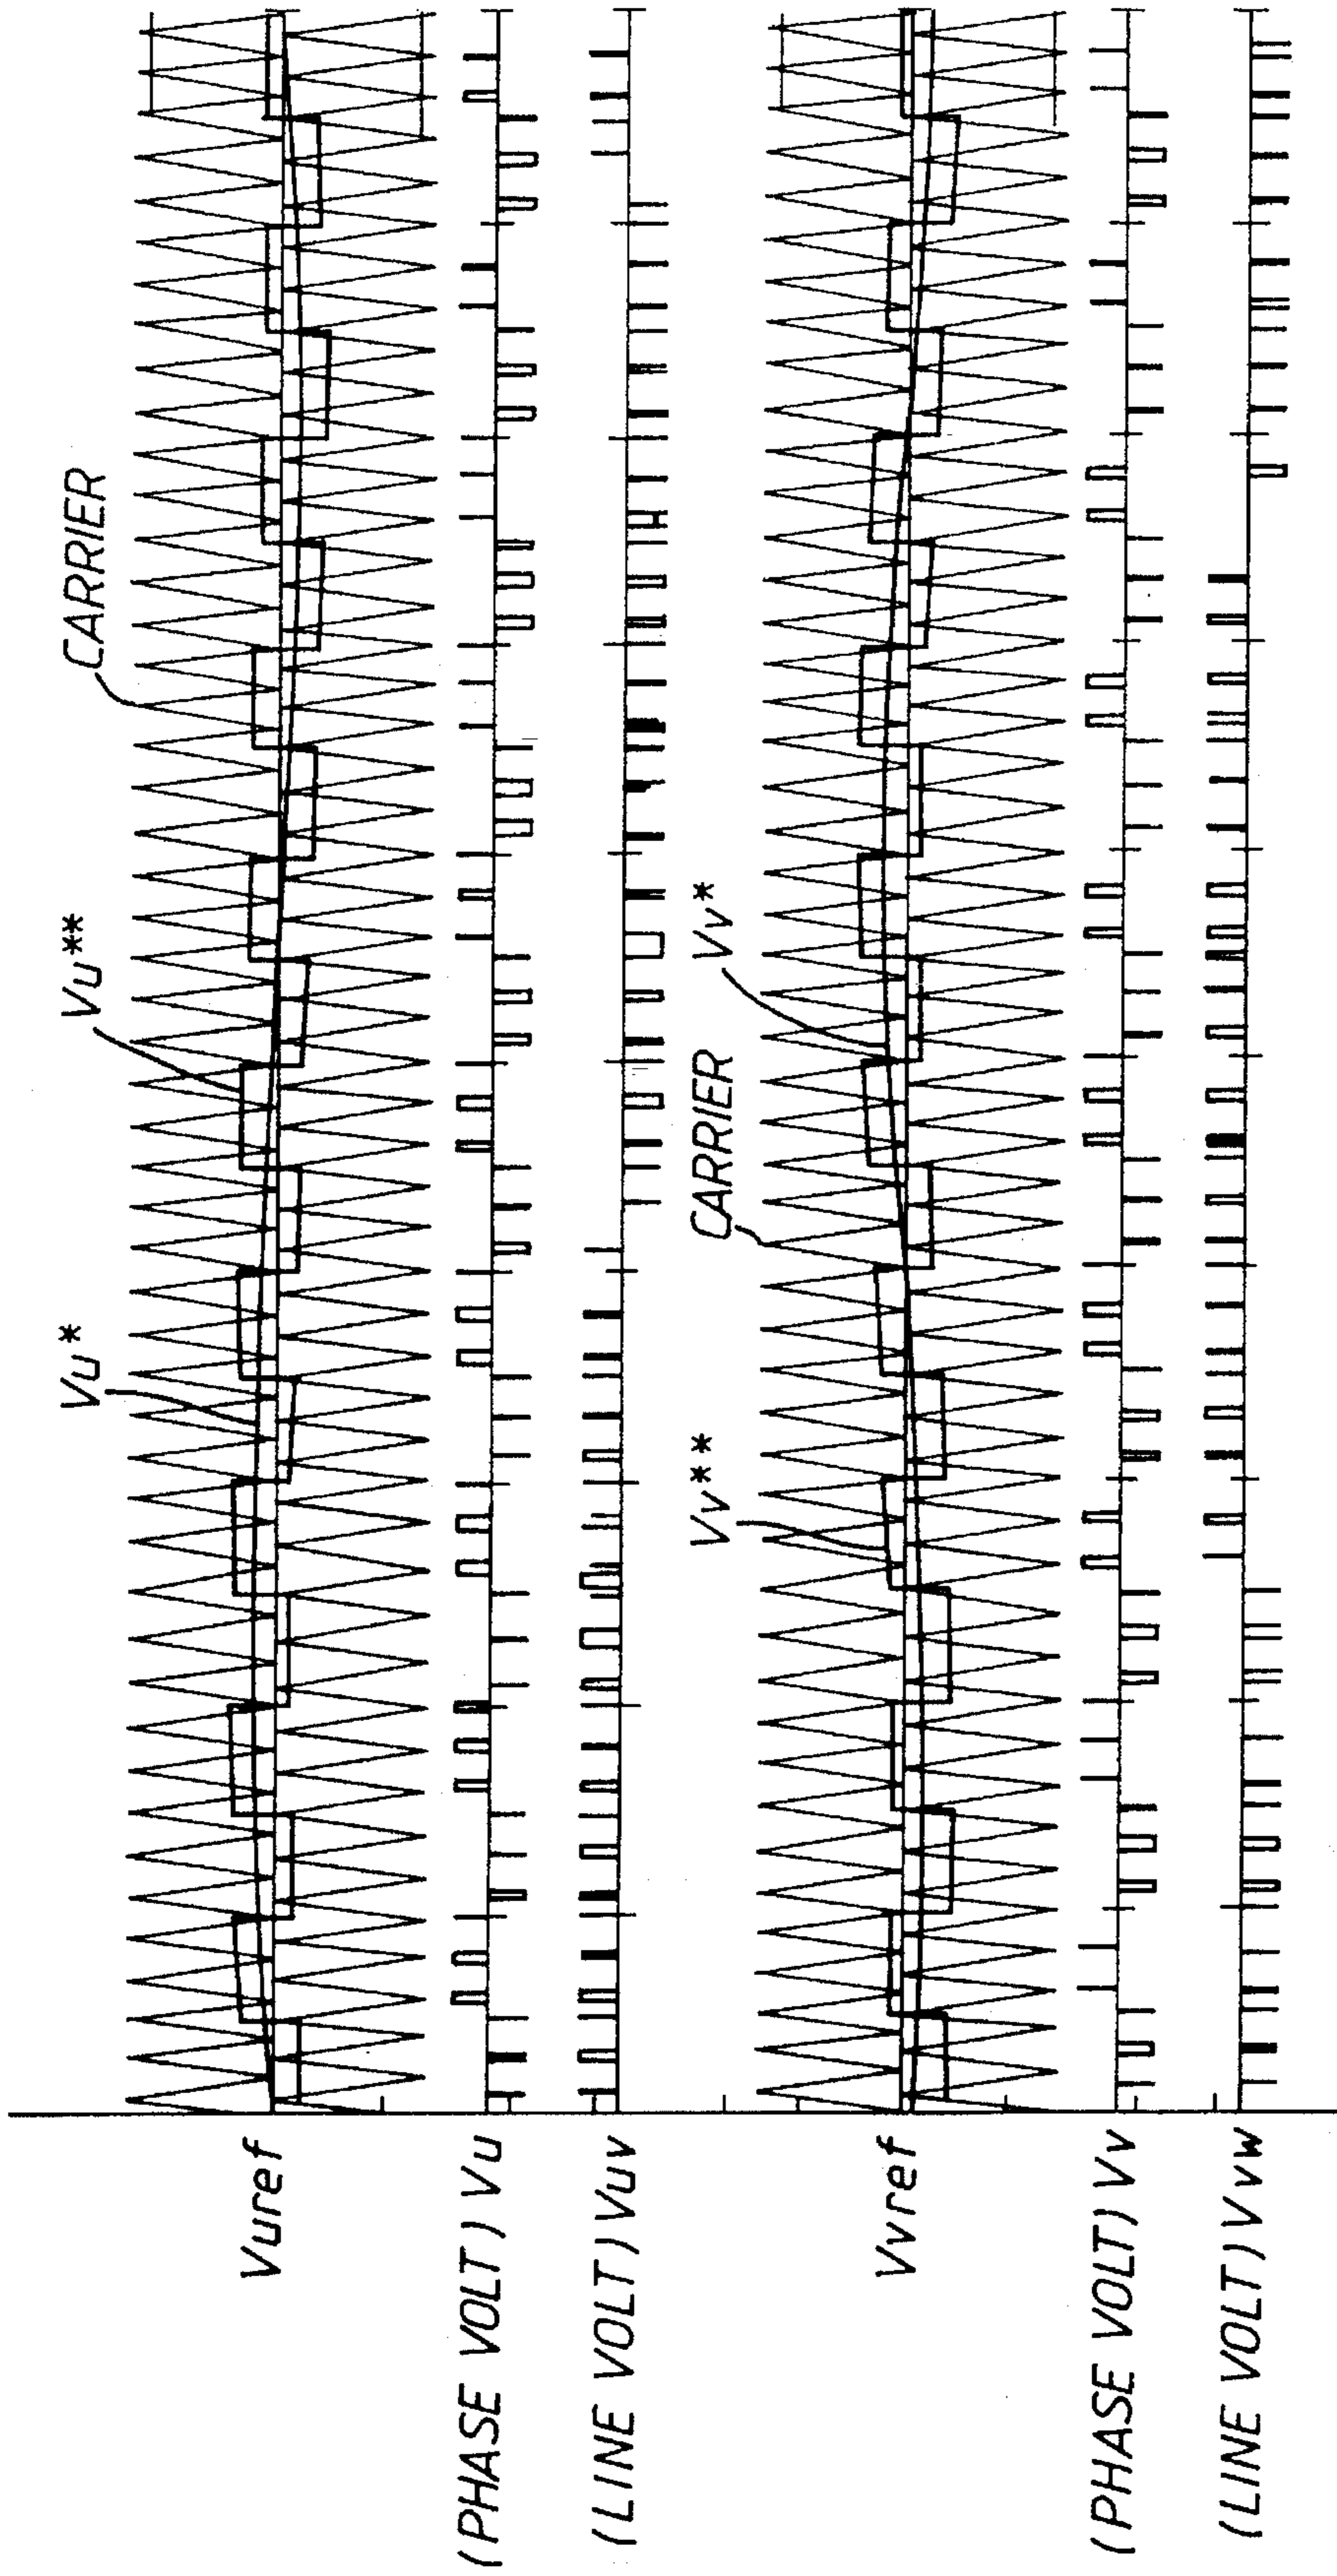 Vuref
Vu*
Vu**
CARRIER
(PHASE VOLT) Vu
(LINE VOLT) Vuv
Vvref
Vv**
CARRIER
Vv*
(PHASE VOLT) Vv
(LINE VOLT) Vvw